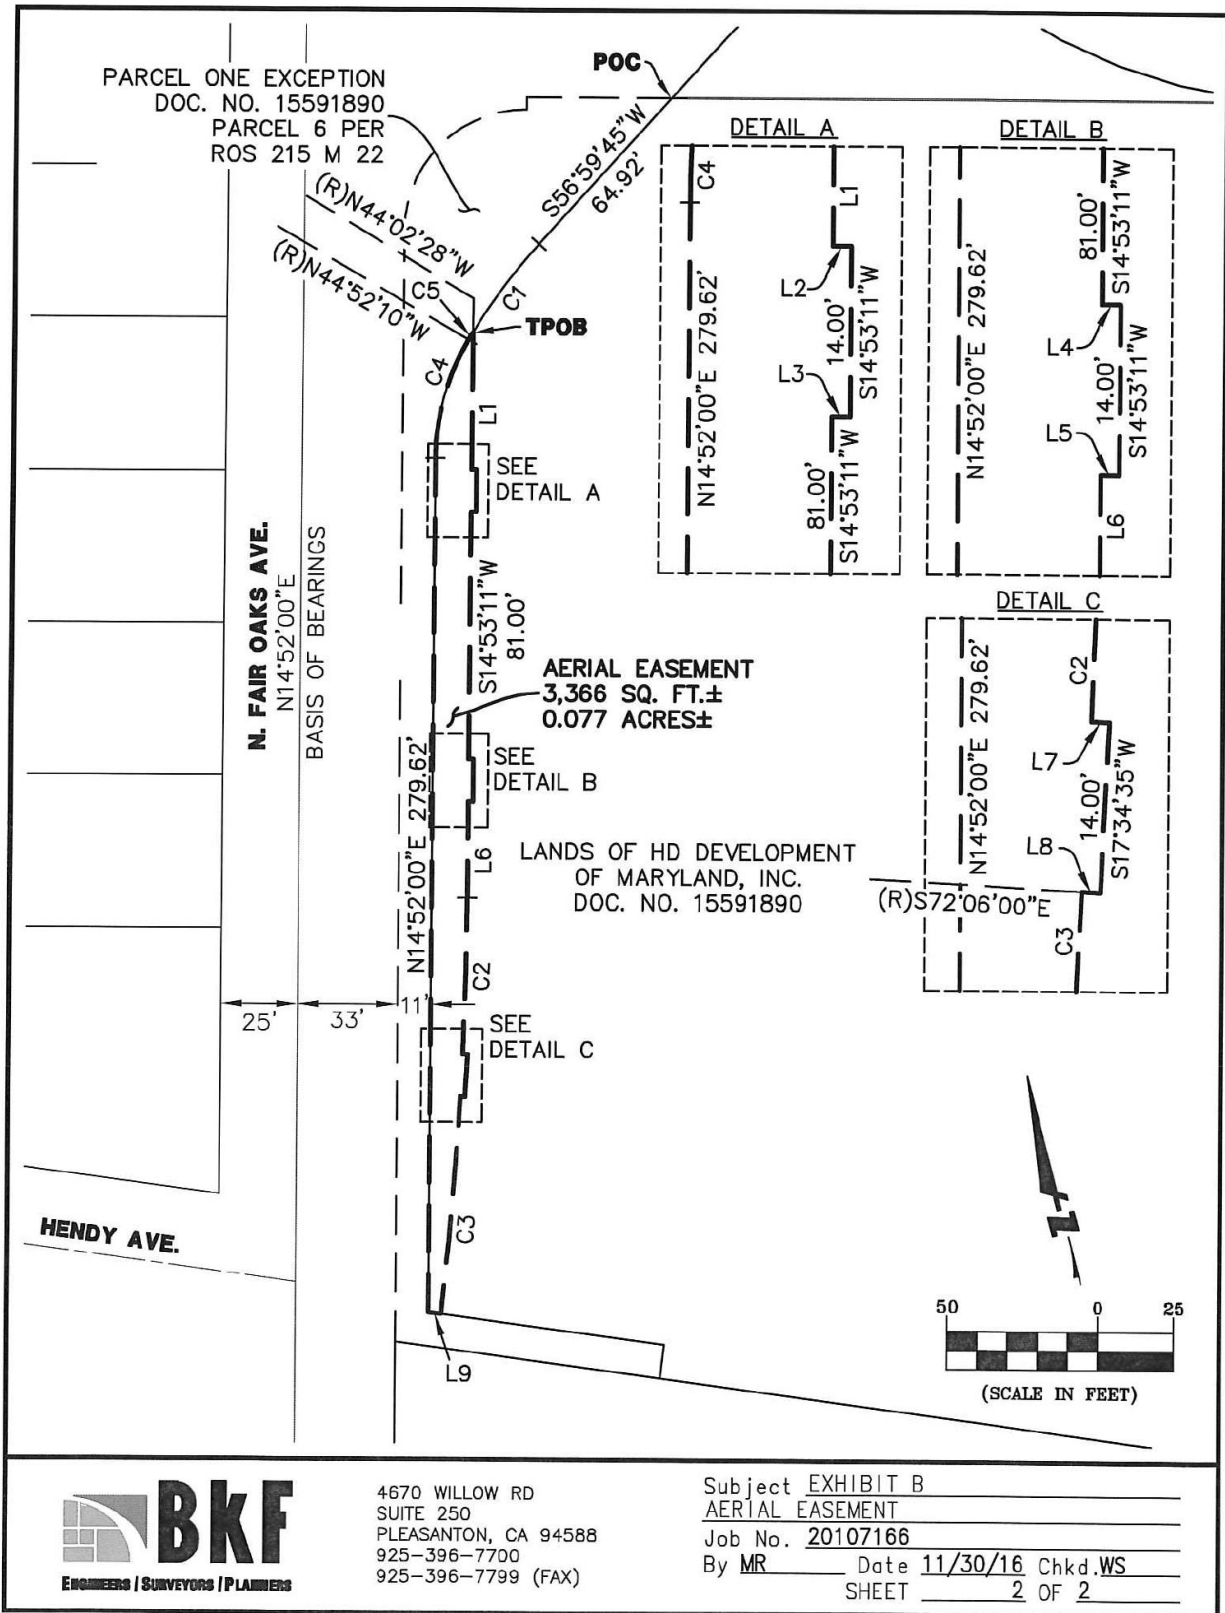 POC
PARCEL ONE EXCEPTION
DOC. NO. 15591890
PARCEL 6 PER
ROS 215 M 22
S56°59'45"W
64.92'
(R)N44°02'28"W
(R)N44°52'10"W
C5
C1
TPOB
C4
L1
SEE
DETAIL A
N. FAIR OAKS AVE.
N14°52'00"E
BASIS OF BEARINGS
S14°53'11"W
81.00'
AERIAL EASEMENT
3,366 SQ. FT.±
0.077 ACRES±
SEE
DETAIL B
N14°52'00"E 279.62'
L6
LANDS OF HD DEVELOPMENT
OF MARYLAND, INC.
DOC. NO. 15591890
C2
25'
33'
11'
SEE
DETAIL C
C3
HENDY AVE.
L9
DETAIL A
C4
L1
L2
N14°52'00"E 279.62'
14.00'
S14°53'11"W
L3
81.00'
S14°53'11"W
DETAIL B
81.00'
S14°53'11"W
N14°52'00"E 279.62'
L4
14.00'
S14°53'11"W
L5
L6
DETAIL C
C2
N14°52'00"E 279.62'
L7
14.00'
S17°34'35"W
L8
(R)S72°06'00"E
C3
Z
50 0 25
(SCALE IN FEET)
BKF
ENGINEERS / SURVEYORS / PLANNERS
4670 WILLOW RD
SUITE 250
PLEASANTON, CA 94588
925-396-7700
925-396-7799 (FAX)
Subject EXHIBIT B
AERIAL EASEMENT
Job No. 20107166
By MR Date 11/30/16 Chkd.WS
SHEET 2 OF 2